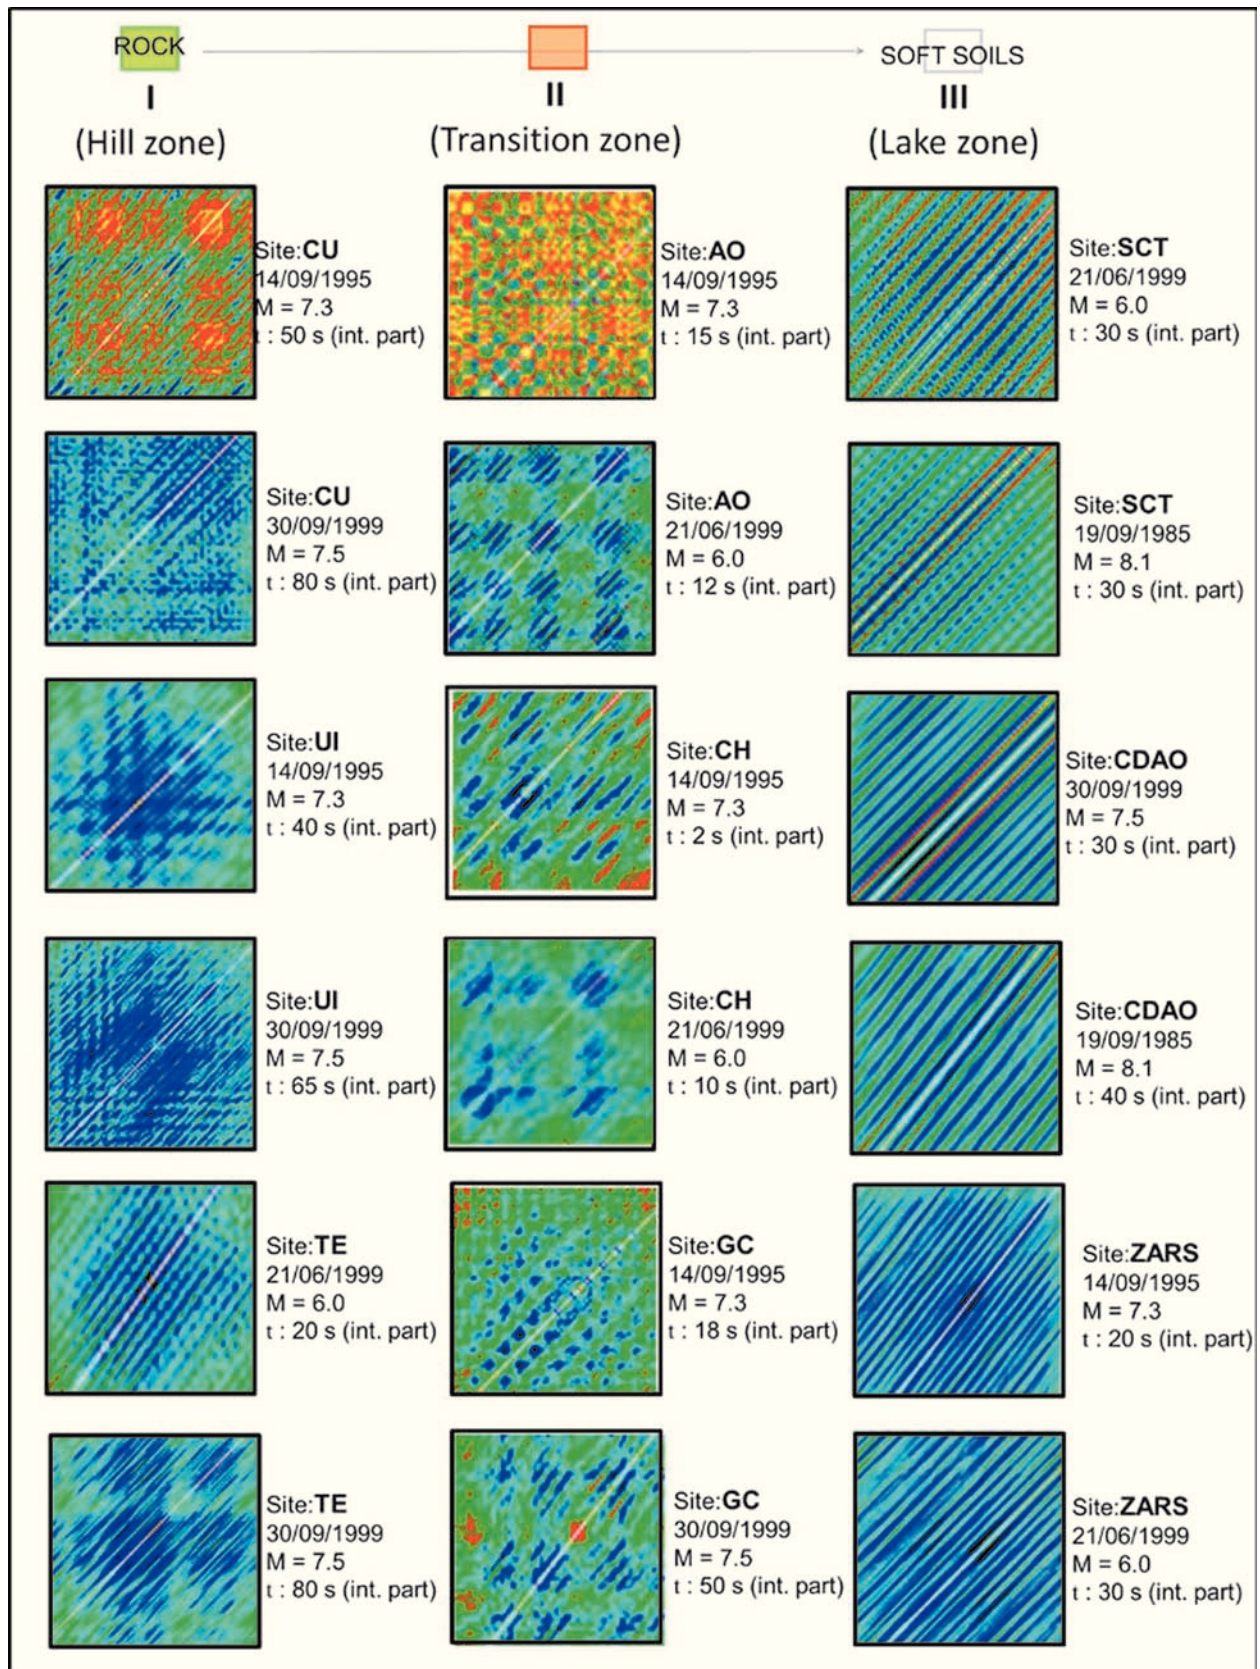 ROCK
SOFT SOILS
I
II
III
(Hill zone)
(Transition zone)
(Lake zone)
Site:CU
14/09/1995
M = 7.3
t : 50 s (int. part)
Site:AO
14/09/1995
M = 7.3
t : 15 s (int. part)
Site:SCT
21/06/1999
M = 6.0
t : 30 s (int. part)
Site:CU
30/09/1999
M = 7.5
t : 80 s (int. part)
Site:AO
21/06/1999
M = 6.0
t : 12 s (int. part)
Site:SCT
19/09/1985
M = 8.1
t : 30 s (int. part)
Site:UI
14/09/1995
M = 7.3
t : 40 s (int. part)
Site:CH
14/09/1995
M = 7.3
t : 2 s (int. part)
Site:CDAO
30/09/1999
M = 7.5
t : 30 s (int. part)
Site:UI
30/09/1999
M = 7.5
t : 65 s (int. part)
Site:CH
21/06/1999
M = 6.0
t : 10 s (int. part)
Site:CDAO
19/09/1985
M = 8.1
t : 40 s (int. part)
Site:TE
21/06/1999
M = 6.0
t : 20 s (int. part)
Site:GC
14/09/1995
M = 7.3
t : 18 s (int. part)
Site:ZARS
14/09/1995
M = 7.3
t : 20 s (int. part)
Site:TE
30/09/1999
M = 7.5
t : 80 s (int. part)
Site:GC
30/09/1999
M = 7.5
t : 50 s (int. part)
Site:ZARS
21/06/1999
M = 6.0
t : 30 s (int. part)